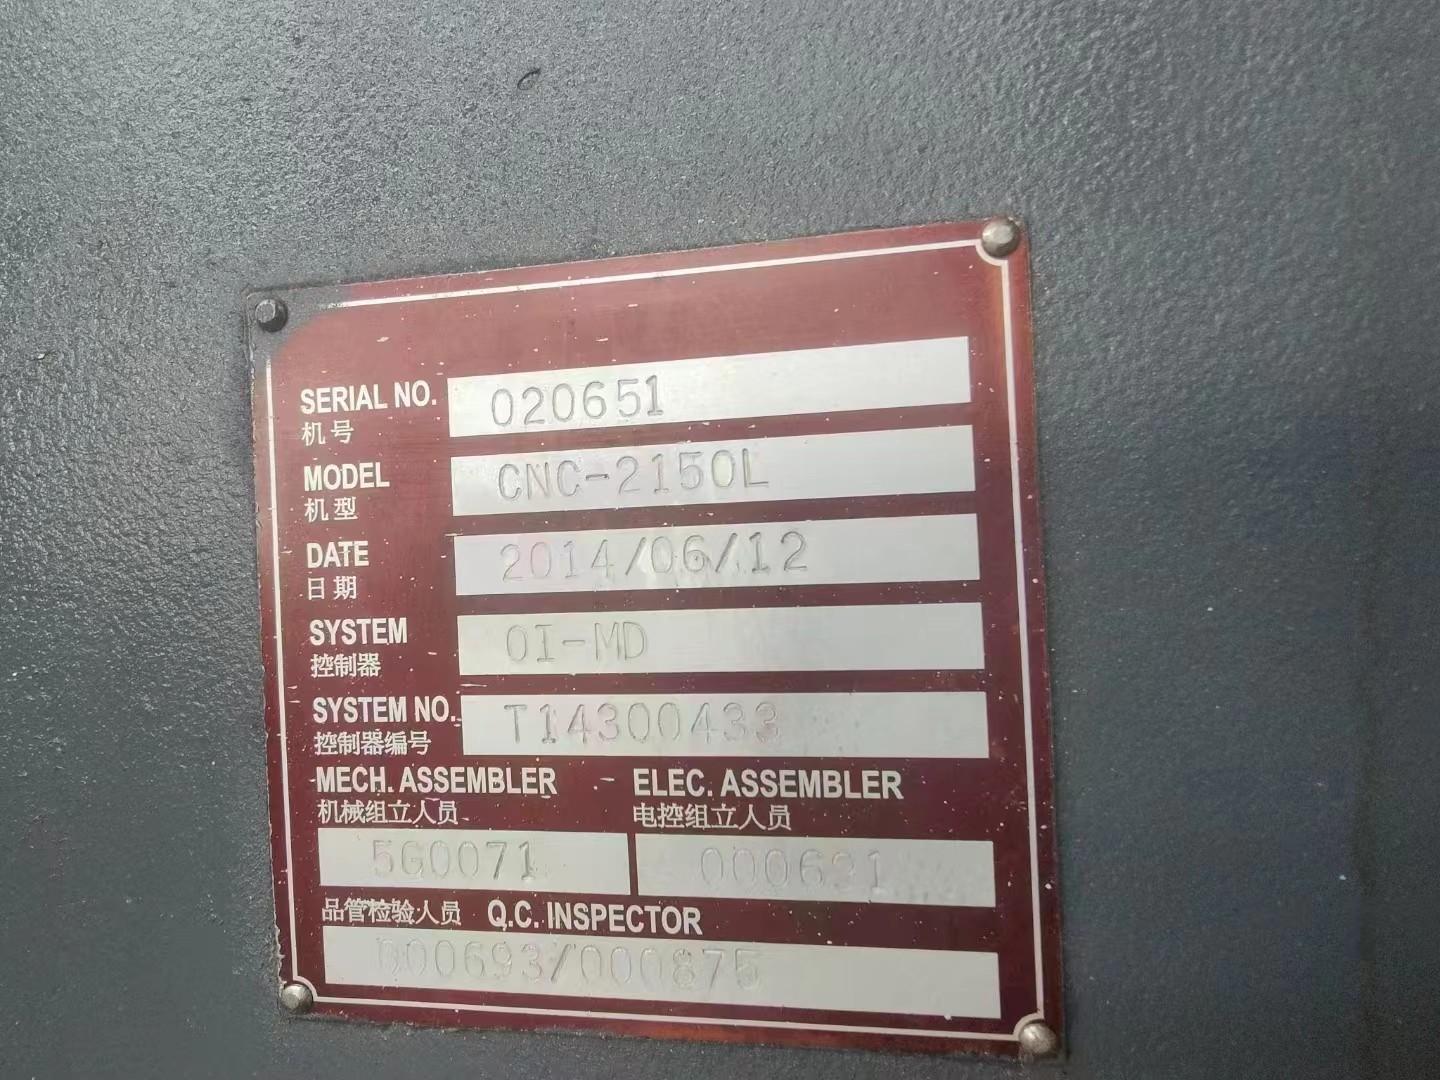 SERIAL NO. 020651
机号
MODEL CNC-2150L
机型
DATE 2014/06/12
日期
SYSTEM 0I-MD
控制器
SYSTEM NO. T14300433
控制器编号
MECH. ASSEMBLER ELEC. ASSEMBLER
机械组立人员 电控组立人员
5G0071 000691
品管检验人员 Q.C. INSPECTOR
000693/000875